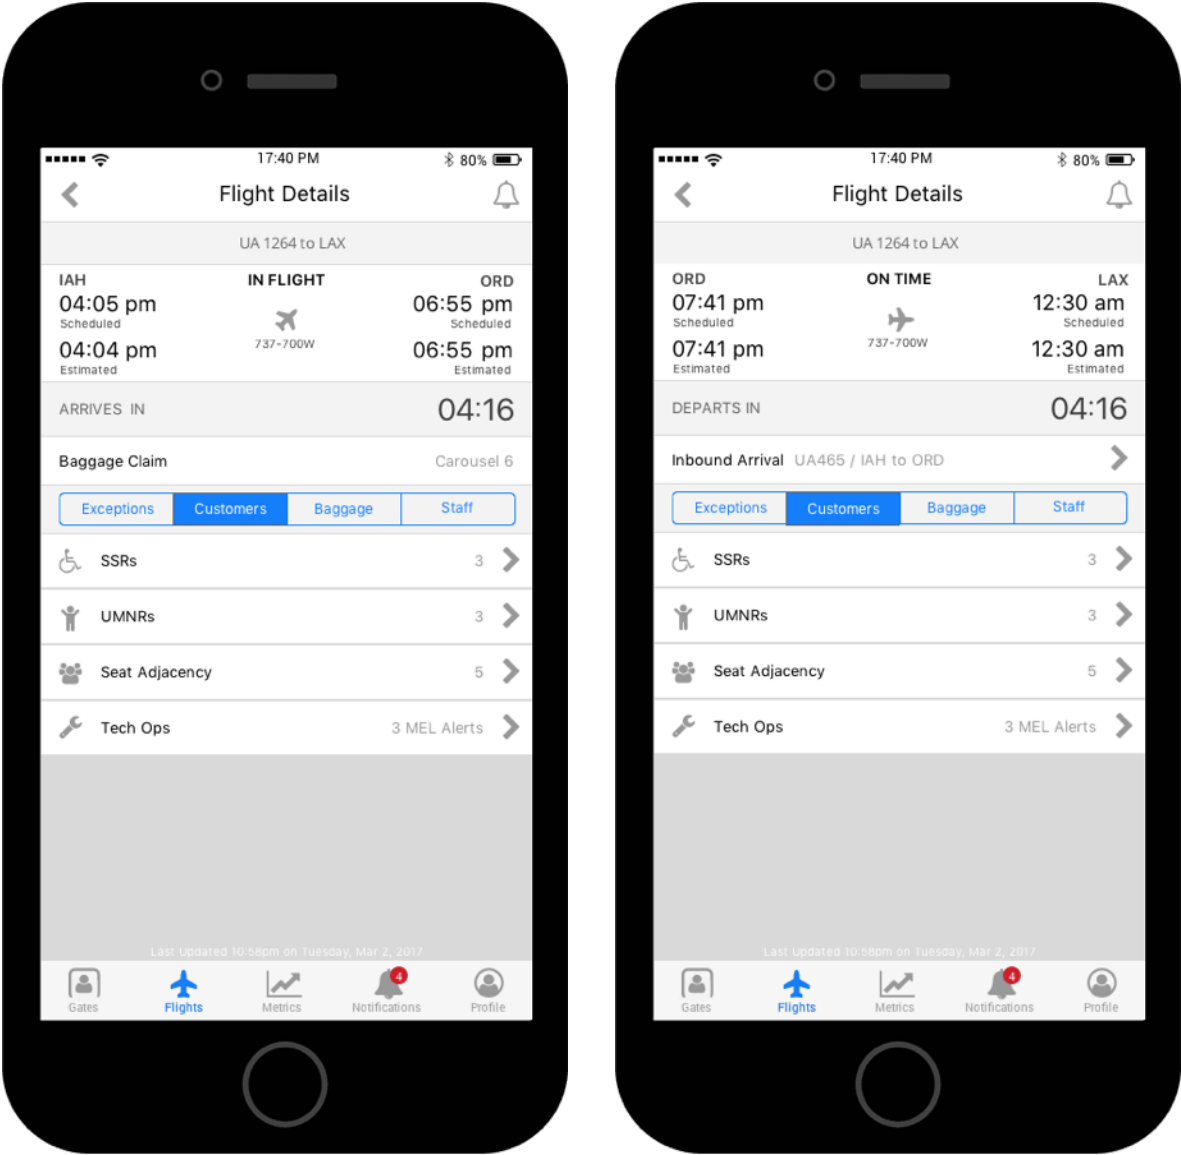 17:40 PM
80%
Flight Details
UA 1264 to LAX
IAH IN FLIGHT ORD
04:05 pm 06:55 pm
Scheduled Scheduled
737-700W
04:04 pm 06:55 pm
Estimated Estimated
ARRIVES IN 04:16
Baggage Claim Carousel 6
Exceptions Customers Baggage Staff
SSRs 3
UMNRs 3
Seat Adjacency 5
Tech Ops 3 MEL Alerts
Last Updated 10:58pm on Tuesday, Mar 2, 2017
4
Gates Flights Metrics Notifications Profile
17:40 PM
80%
Flight Details
UA 1264 to LAX
ORD ON TIME LAX
07:41 pm 12:30 am
Scheduled Scheduled
737-700W
07:41 pm 12:30 am
Estimated Estimated
DEPARTS IN 04:16
Inbound Arrival UA465 / IAH to ORD
Exceptions Customers Baggage Staff
SSRs 3
UMNRs 3
Seat Adjacency 5
Tech Ops 3 MEL Alerts
Last Updated 10:58pm on Tuesday, Mar 2, 2017
4
Gates Flights Metrics Notifications Profile